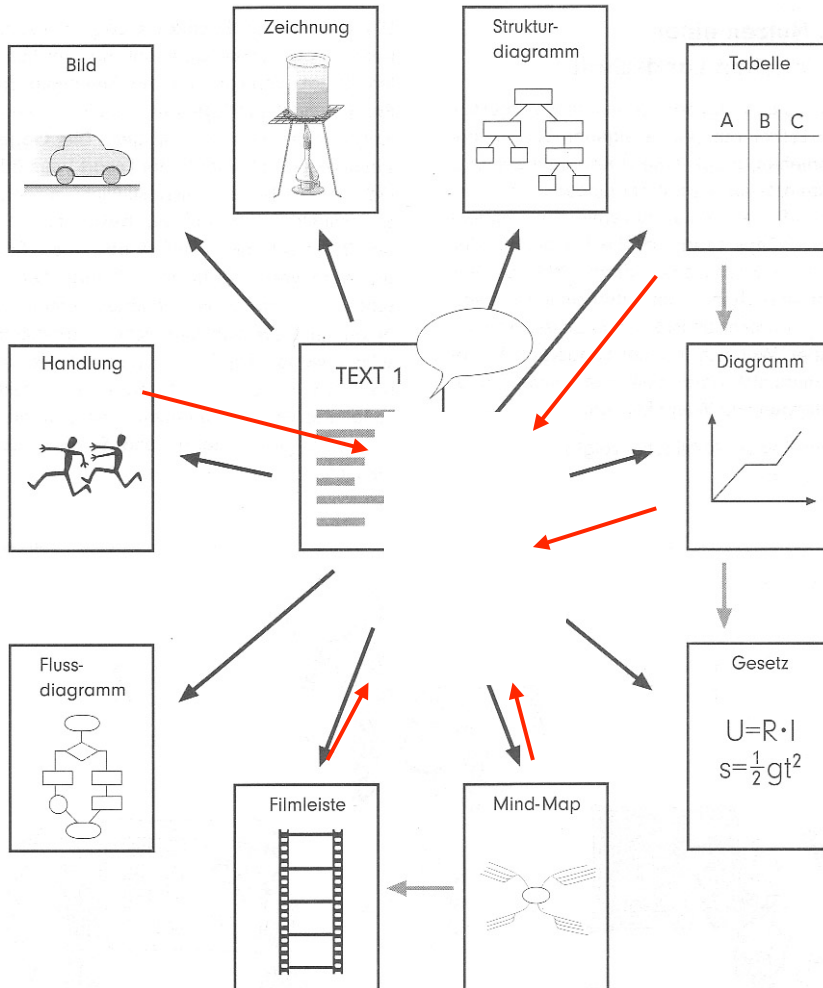 Zeichnung
Struktur-
diagramm
Bild
Tabelle
A B C
Handlung
TEXT 1
Diagramm
Fluss-
diagramm
Gesetz
U=R·I
s=½gt²
Filmleiste
Mind-Map